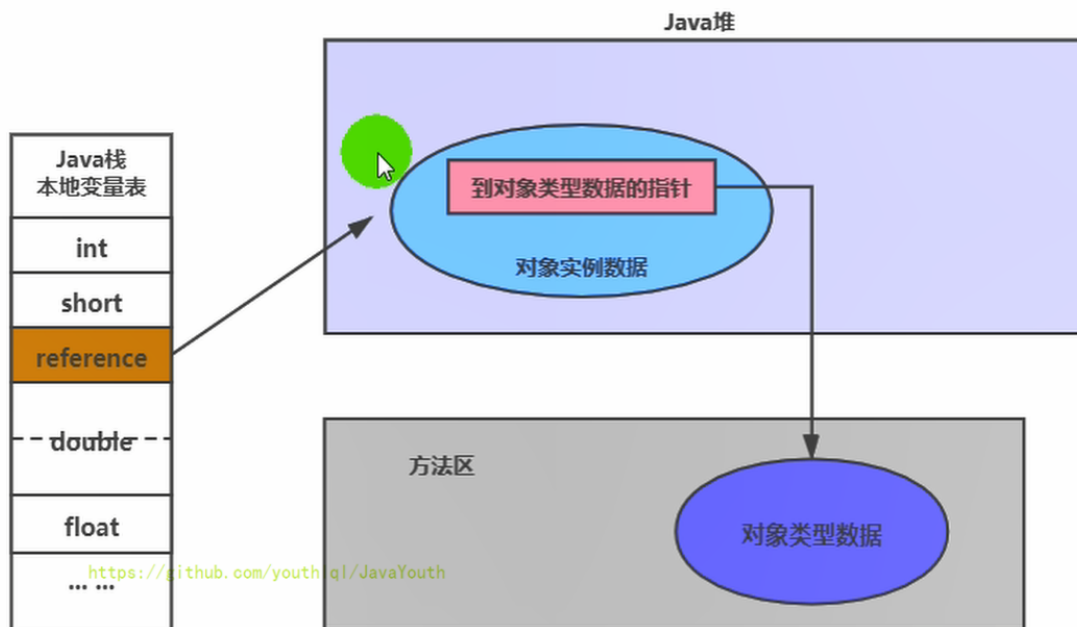 Java堆
Java栈
本地变量表
int
short
reference
double
float
... ...
到对象类型数据的指针
对象实例数据
方法区
对象类型数据
https://github.com/youthlql/JavaYouth